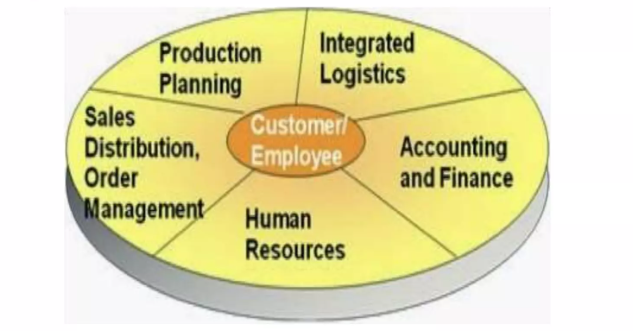 Production
Planning
Integrated
Logistics
Sales
Distribution,
Order
Management
Customer/
Employee
Accounting
and Finance
Human
Resources